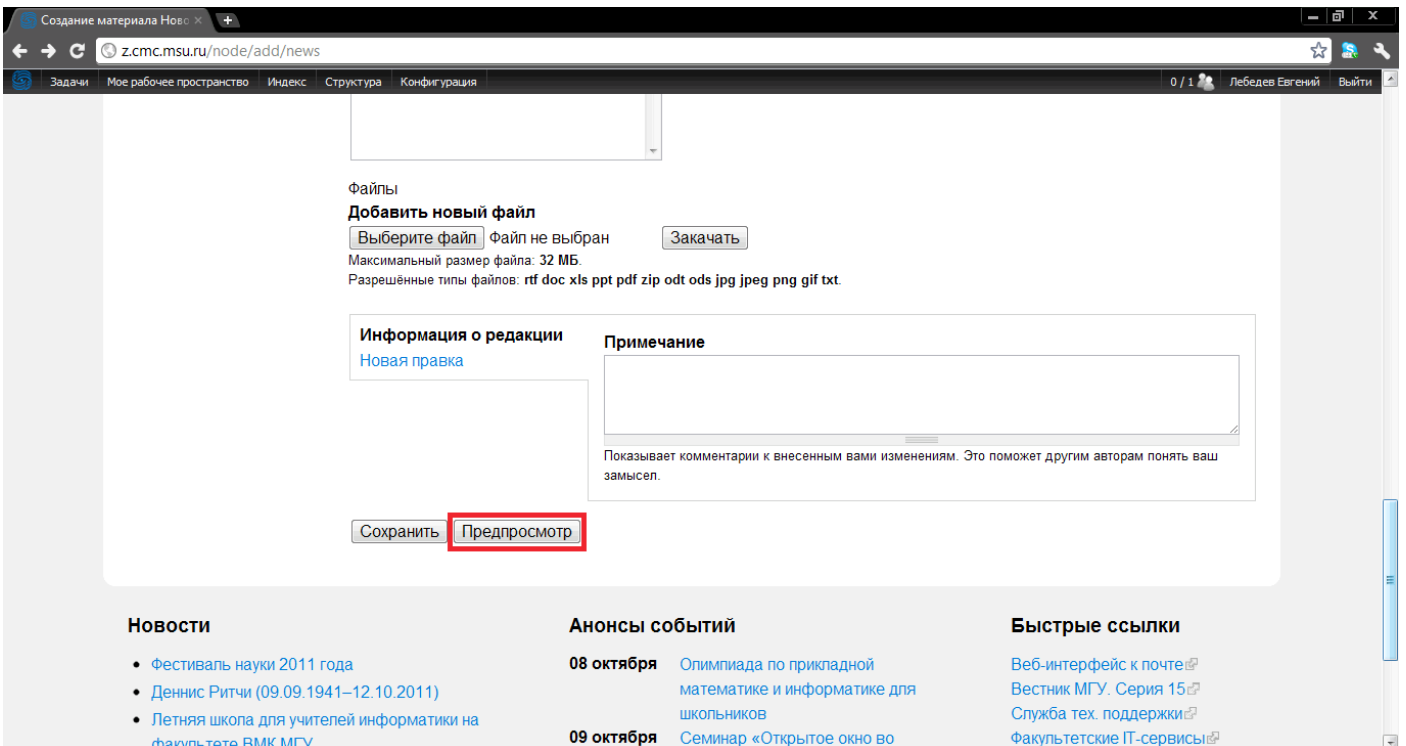 Создание материала Ново
z.cmc.msu.ru/node/add/news
Задачи Мое рабочее пространство Индекс Структура Конфигурация 0 / 1 Лебедев Евгений Выйти
Файлы
Добавить новый файл
Выберите файл Файл не выбран Закачать
Максимальный размер файла: 32 МБ.
Разрешённые типы файлов: rtf doc xls ppt pdf zip odt ods jpg jpeg png gif txt.
Информация о редакции
Новая правка
Примечание
Показывает комментарии к внесенным вами изменениям. Это поможет другим авторам понять ваш
замысел.
Сохранить Предпросмотр
Новости
Фестиваль науки 2011 года
Деннис Ритчи (09.09.1941–12.10.2011)
Летняя школа для учителей информатики на
факультете ВМК МГУ
Анонсы событий
08 октября Олимпиада по прикладной
математике и информатике для
школьников
09 октября Семинар «Открытое окно во
Быстрые ссылки
Веб-интерфейс к почте
Вестник МГУ. Серия 15
Служба тех. поддержки
Факультетские IT-сервисы